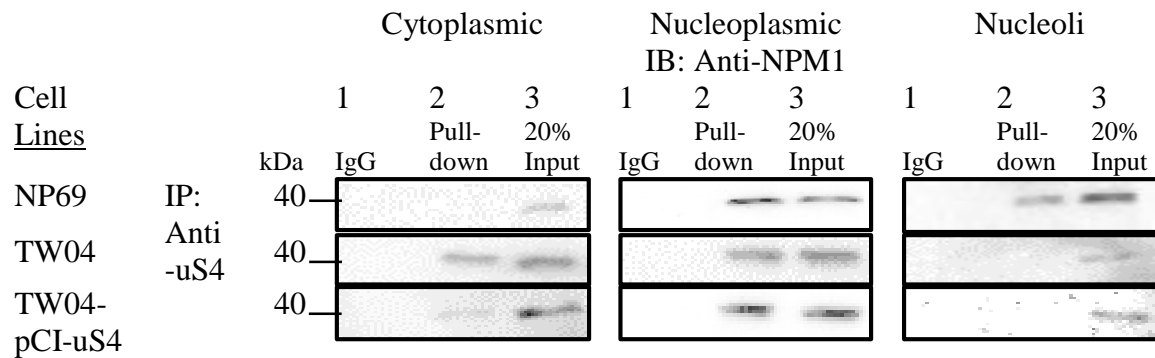 Cytoplasmic Nucleoplasmic Nucleoli
IB: Anti-NPM1
Cell 1 2 3 1 2 3 1 2 3
Lines Pull- 20% Pull- 20% Pull- 20%
kDa IgG down Input IgG down Input IgG down Input
NP69 IP: 40
Anti
TW04 -uS4 40
TW04- 40
pCI-uS4